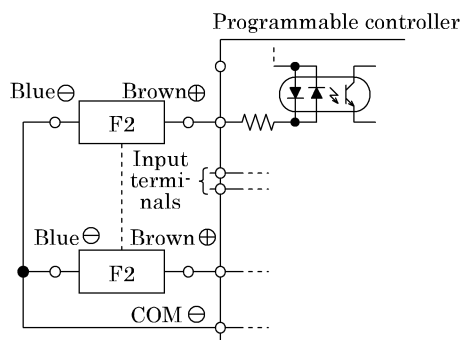 Programmable controller
Blue⊖ Brown⊕
F2
Input
termi-
nals
Blue⊖ Brown⊕
F2
COM ⊖